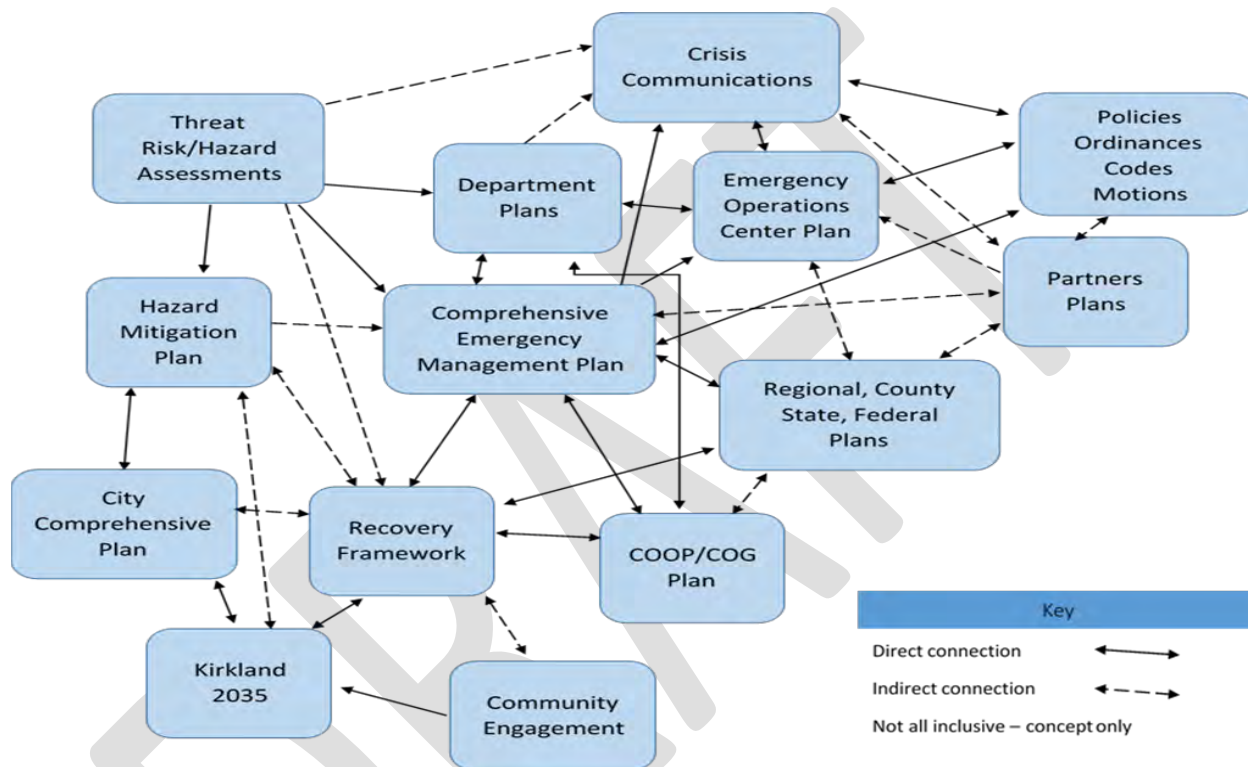 Crisis
Communications
Threat
Risk/Hazard
Assessments
Policies
Ordinances
Codes
Motions
Department
Plans
Emergency
Operations
Center Plan
Partners
Plans
Hazard
Mitigation
Plan
Comprehensive
Emergency
Management Plan
Regional, County
State, Federal
Plans
City
Comprehensive
Plan
Recovery
Framework
COOP/COG
Plan
Kirkland
2035
Community
Engagement
Key
Direct connection
Indirect connection
Not all inclusive – concept only
DRAFT